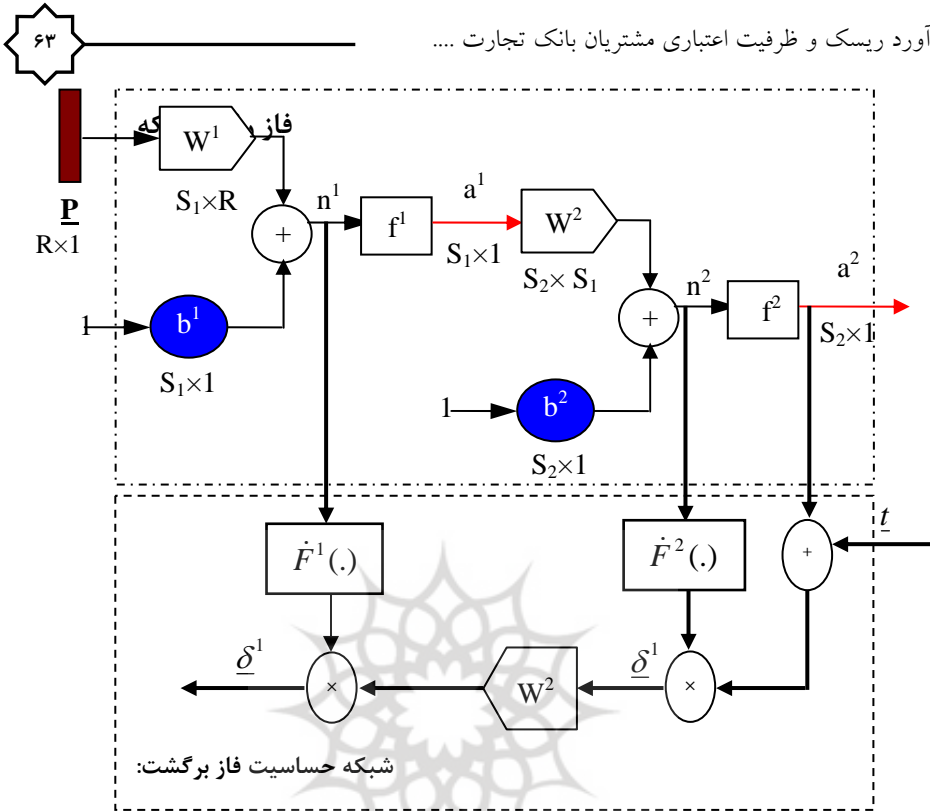 ۶۳
آورد ریسک و ظرفیت اعتباری مشتریان بانک تجارت ....
فاز
که
W¹
S₁×R
P
R×1
n¹
f¹
a¹
S₁×1
W²
S₂× S₁
n²
f²
a²
S₂×1
+
+
1
b¹
S₁×1
1
b²
S₂×1
Ḟ¹(.)
Ḟ²(.)
+
t
δ¹
×
W²
δ¹
×
شبکه حساسیت فاز برگشت: